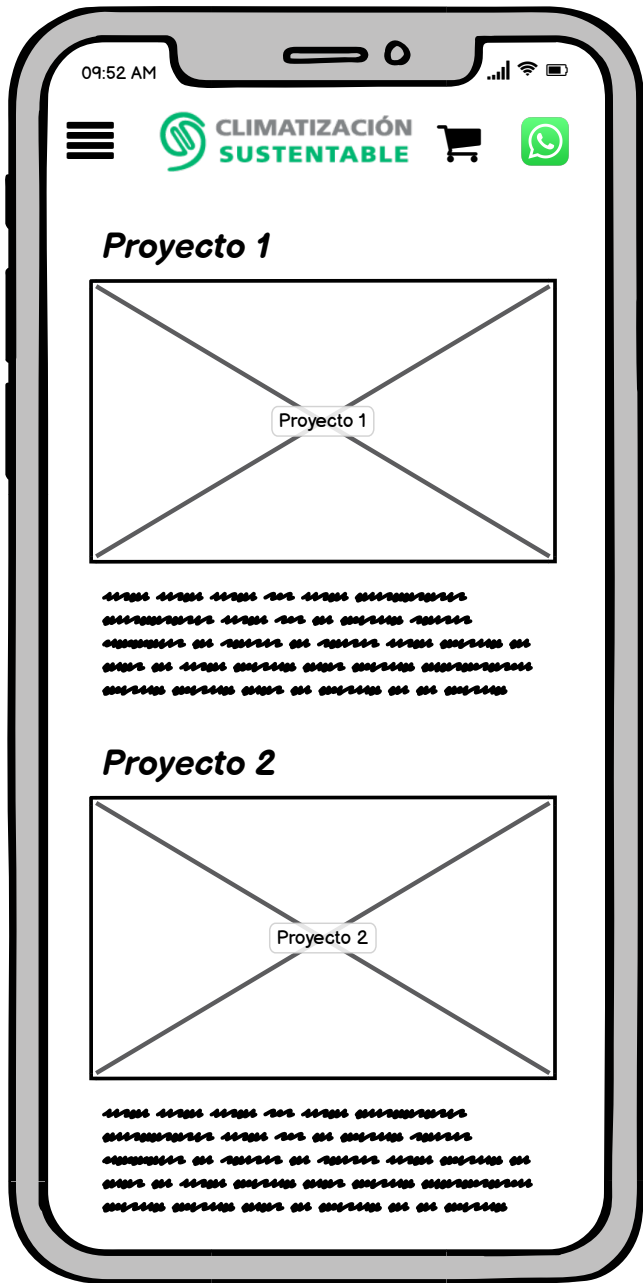 09:52 AM
CLIMATIZACIÓN
SUSTENTABLE
Proyecto 1
Proyecto 1
Proyecto 2
Proyecto 2